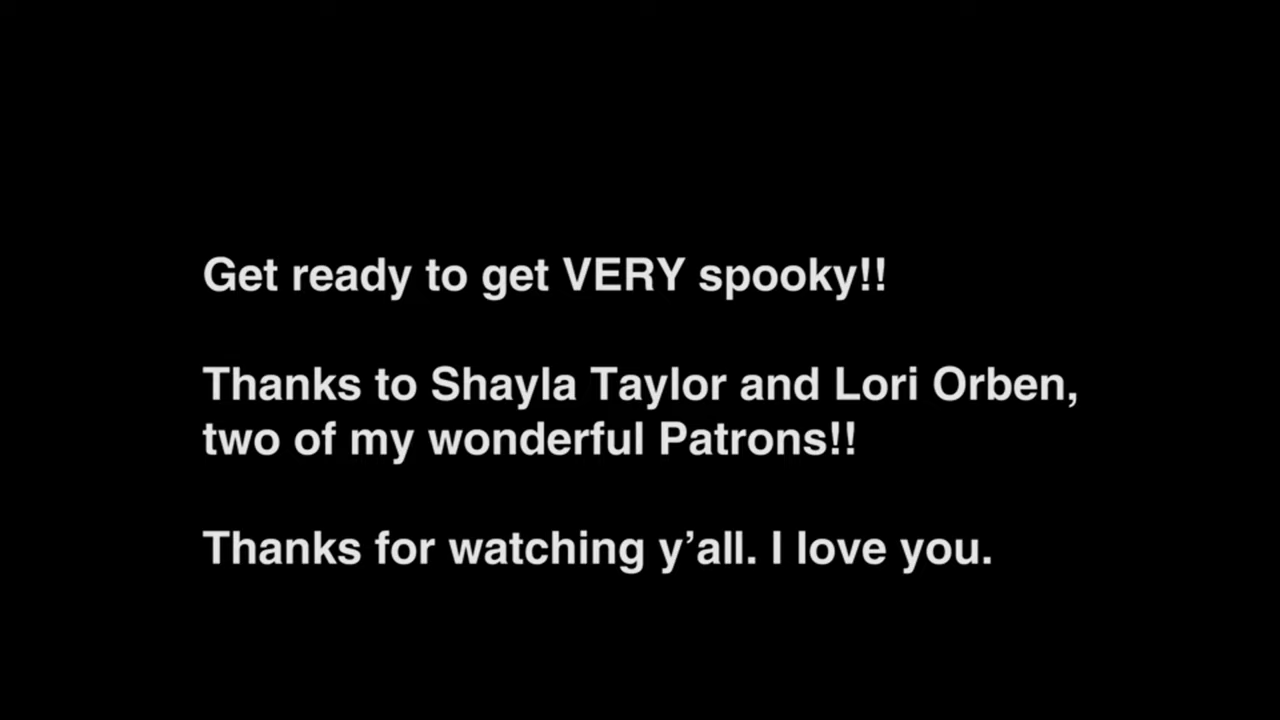 Get ready to get VERY spooky!!
Thanks to Shayla Taylor and Lori Orben,
two of my wonderful Patrons!!
Thanks for watching y’all. I love you.